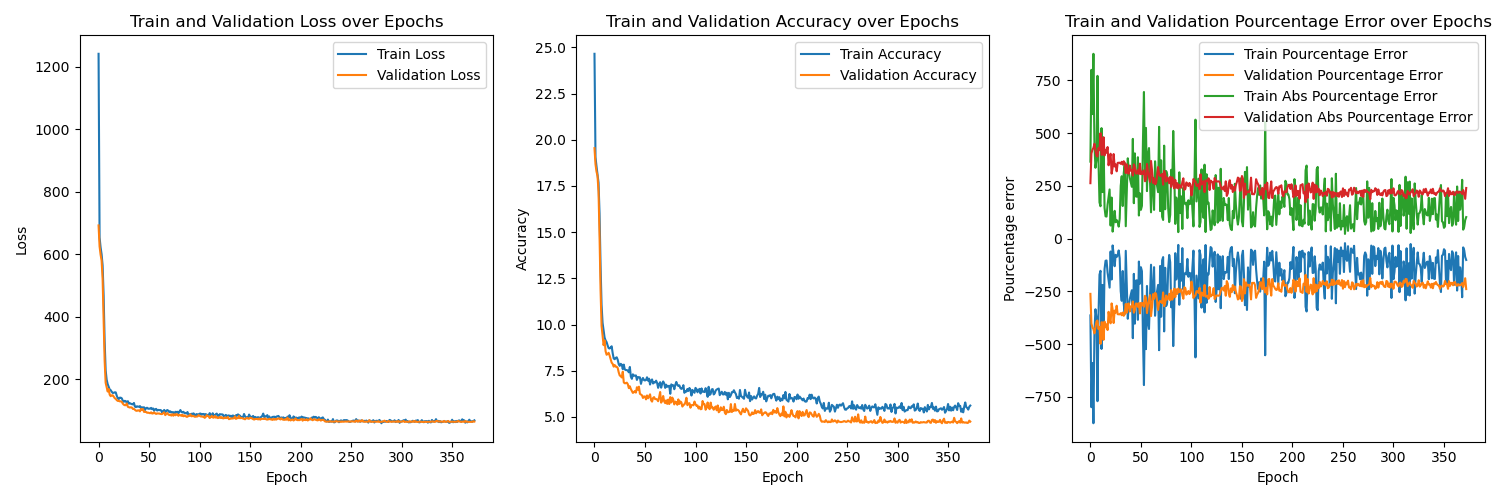 Train and Validation Loss over Epochs
Train Loss
Validation Loss
1200
1000
800
600
400
200
Loss
0
50
100
150
200
250
300
350
Epoch
Train and Validation Accuracy over Epochs
Train Accuracy
Validation Accuracy
25.0
22.5
20.0
17.5
15.0
12.5
10.0
7.5
5.0
Accuracy
0
50
100
150
200
250
300
350
Epoch
Train and Validation Pourcentage Error over Epochs
Train Pourcentage Error
Validation Pourcentage Error
Train Abs Pourcentage Error
Validation Abs Pourcentage Error
750
500
250
0
−250
−500
−750
Pourcentage error
0
50
100
150
200
250
300
350
Epoch